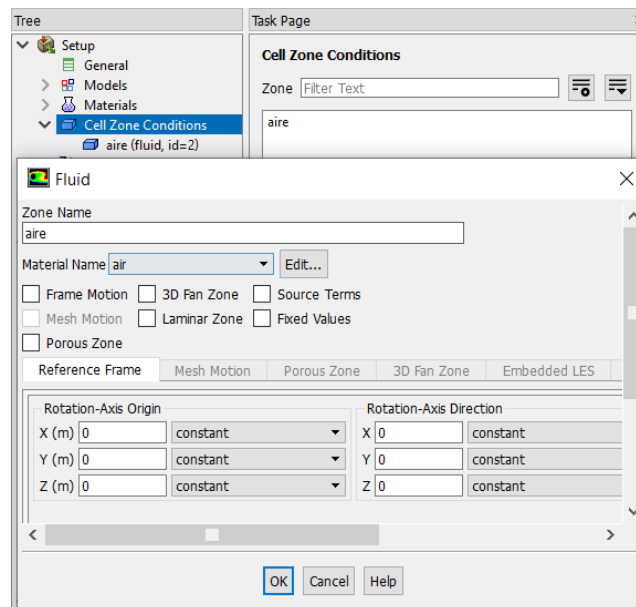 Tree
Task Page
Setup
General
Models
Materials
Cell Zone Conditions
aire (fluid, id=2)
Cell Zone Conditions
Zone Filter Text
aire
Fluid
Zone Name
aire
Material Name air Edit...
Frame Motion 3D Fan Zone Source Terms
Mesh Motion Laminar Zone Fixed Values
Porous Zone
Reference Frame Mesh Motion Porous Zone 3D Fan Zone Embedded LES
Rotation-Axis Origin Rotation-Axis Direction
X (m) 0 constant X 0 constant
Y (m) 0 constant Y 0 constant
Z (m) 0 constant Z 0 constant
OK Cancel Help